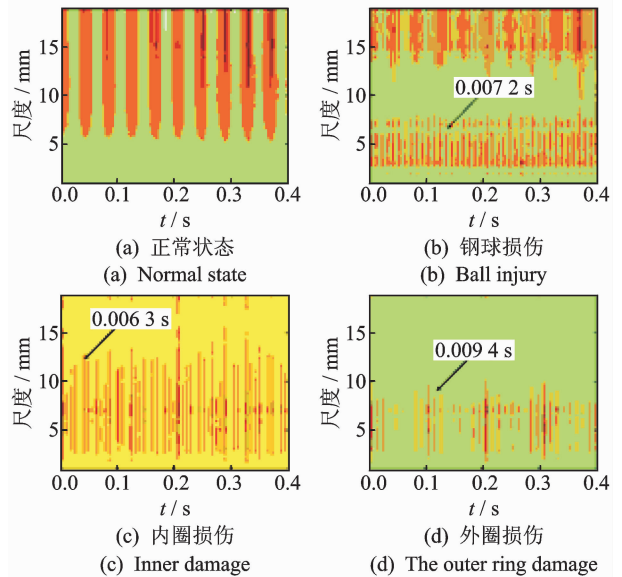 尺度 / mm
15
10
5
0.0 0.1 0.2 0.3 0.4
t / s
(a) 正常状态
(a) Normal state
尺度 / mm
15
10
5
0.007 2 s
0.0 0.1 0.2 0.3 0.4
t / s
(b) 钢球损伤
(b) Ball injury
尺度 / mm
15
10
5
0.006 3 s
0.0 0.1 0.2 0.3 0.4
t / s
(c) 内圈损伤
(c) Inner damage
尺度 / mm
15
10
5
0.009 4 s
0.0 0.1 0.2 0.3 0.4
t / s
(d) 外圈损伤
(d) The outer ring damage